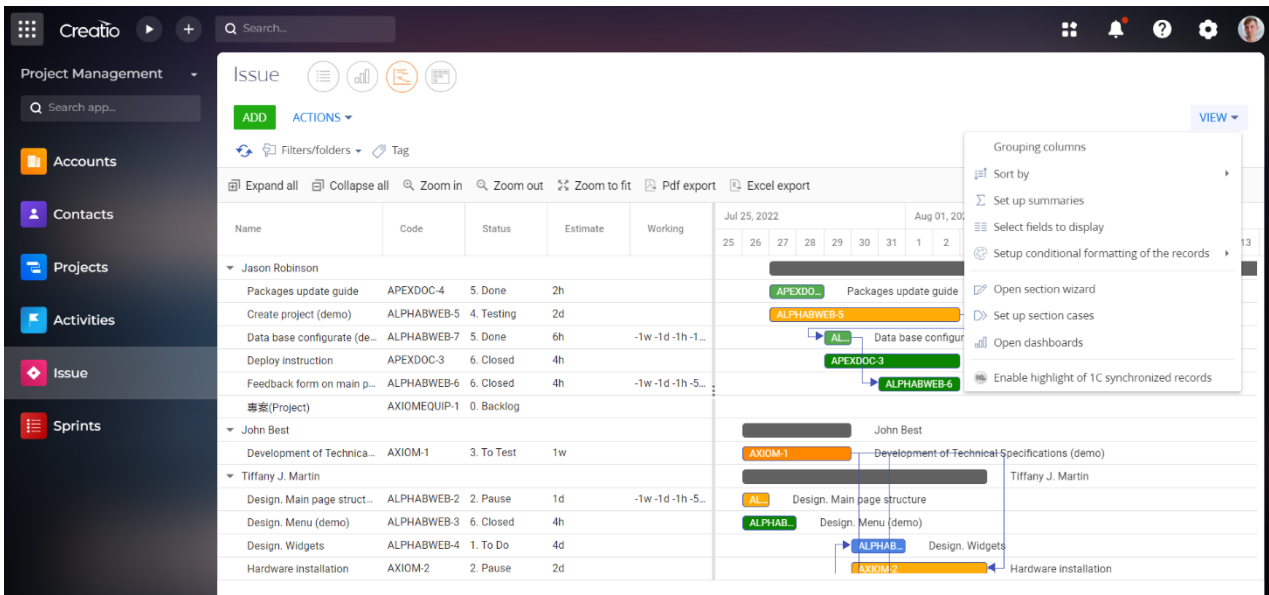 Creatio
Search...
Project Management
Search app...
Accounts
Contacts
Projects
Activities
Issue
Sprints
Issue
ADD ACTIONS VIEW
Filters/folders Tag
Expand all Collapse all Zoom in Zoom out Zoom to fit Pdf export Excel export
Grouping columns
Sort by
Set up summaries
Select fields to display
Setup conditional formatting of the records
Open section wizard
Set up section cases
Open dashboards
Enable highlight of 1C synchronized records
Name Code Status Estimate Working
Jul 25, 2022 Aug 01, 202
25 26 27 28 29 30 31 1 2 13
Jason Robinson
Packages update guide APEXDOC-4 5. Done 2h APEXDO... Packages update guide
Create project (demo) ALPHABWEB-5 4. Testing 2d ALPHABWEB-5
Data base configurate (de... ALPHABWEB-7 5. Done 6h -1w -1d -1h -1... AL... Data base configur
Deploy instruction APEXDOC-3 6. Closed 4h APEXDOC-3
Feedback form on main p... ALPHABWEB-6 6. Closed 4h -1w -1d -1h -5... ALPHABWEB-6
專案(Project) AXIOMEQUIP-1 0. Backlog
John Best John Best
Development of Technica... AXIOM-1 3. To Test 1w AXIOM-1 Development of Technical Specifications (demo)
Tiffany J. Martin Tiffany J. Martin
Design. Main page struct... ALPHABWEB-2 2. Pause 1d -1w -1d -1h -5... AL... Design. Main page structure
Design. Menu (demo) ALPHABWEB-3 6. Closed 4h ALPHAB... Design. Menu (demo)
Design. Widgets ALPHABWEB-4 1. To Do 4d ALPHAB... Design. Widgets
Hardware installation AXIOM-2 2. Pause 2d AXIOM-2 Hardware installation